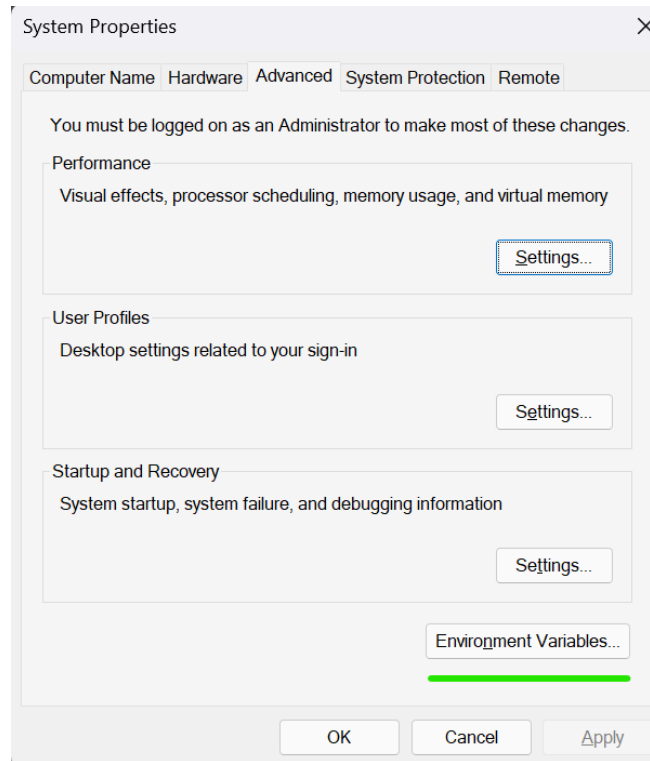 System Properties
Computer Name Hardware Advanced System Protection Remote
You must be logged on as an Administrator to make most of these changes.
Performance
Visual effects, processor scheduling, memory usage, and virtual memory
Settings...
User Profiles
Desktop settings related to your sign-in
Settings...
Startup and Recovery
System startup, system failure, and debugging information
Settings...
Environment Variables...
OK Cancel Apply